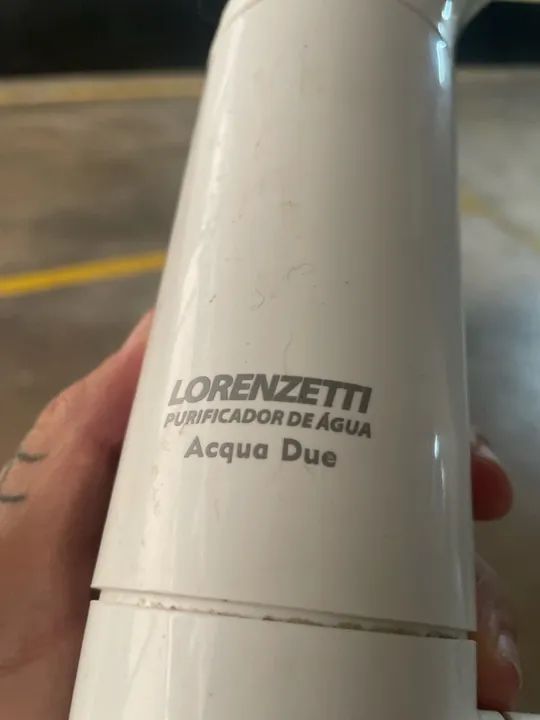 LORENZETTI
PURIFICADOR DE ÁGUA
Acqua Due